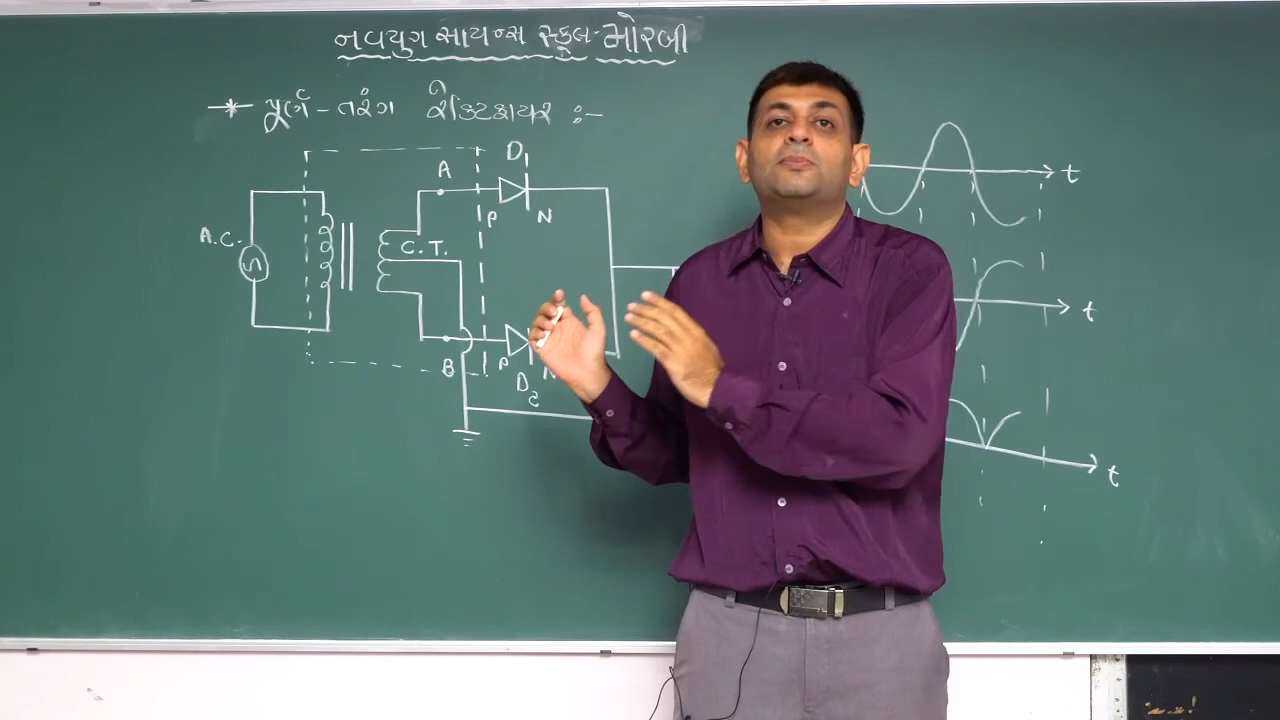 નવયુગ સાયન્સ સ્કૂલ-મોરબી
* પૂર્ણ-તરંગ રેક્ટિફાયર :-
D₁
A
P
N
A.C.
C.T.
B
P
D₂
N
t
t
t